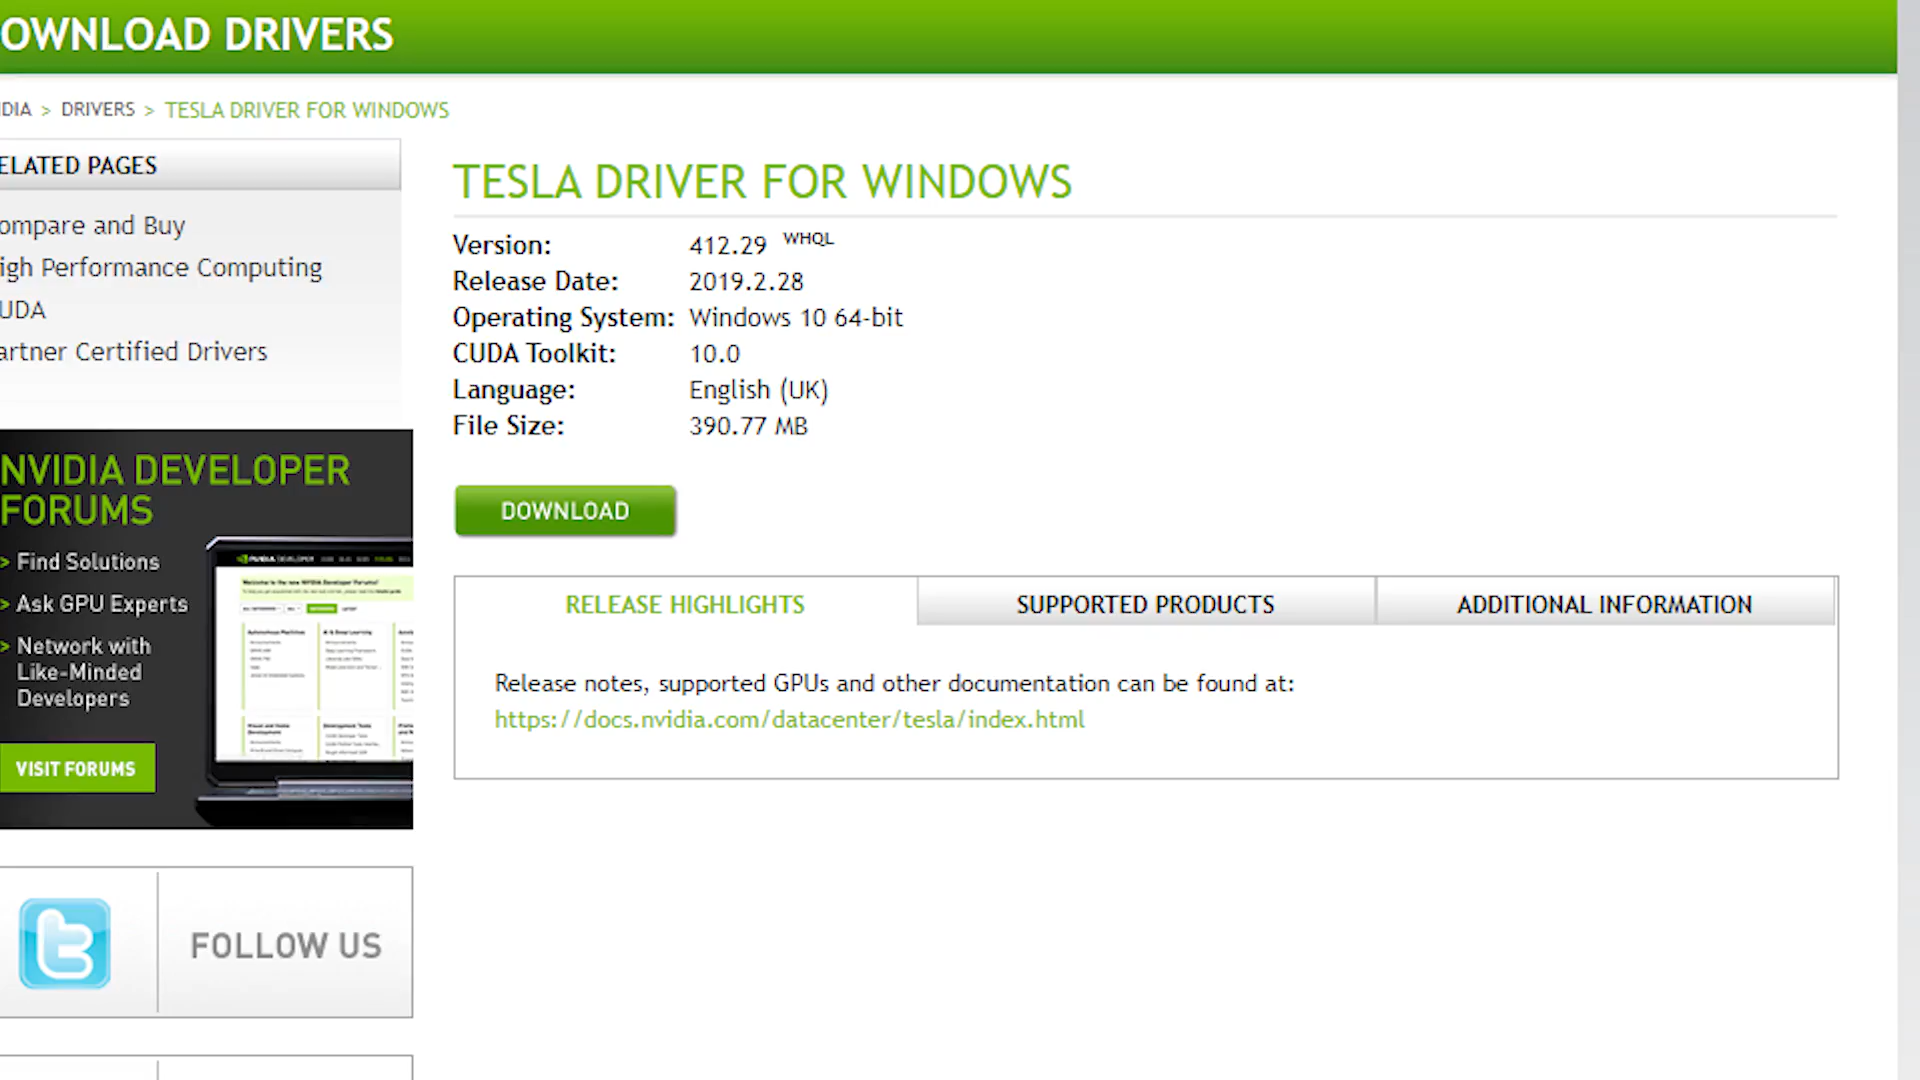 OWNLOAD DRIVERS
IDIA > DRIVERS > TESLA DRIVER FOR WINDOWS
ELATED PAGES
ompare and Buy
igh Performance Computing
UDA
artner Certified Drivers
TESLA DRIVER FOR WINDOWS
Version: 412.29 WHQL
Release Date: 2019.2.28
Operating System: Windows 10 64-bit
CUDA Toolkit: 10.0
Language: English (UK)
File Size: 390.77 MB
DOWNLOAD
NVIDIA DEVELOPER
FORUMS
> Find Solutions
> Ask GPU Experts
> Network with
Like-Minded
Developers
VISIT FORUMS
RELEASE HIGHLIGHTS
SUPPORTED PRODUCTS
ADDITIONAL INFORMATION
Release notes, supported GPUs and other documentation can be found at:
https://docs.nvidia.com/datacenter/tesla/index.html
FOLLOW US